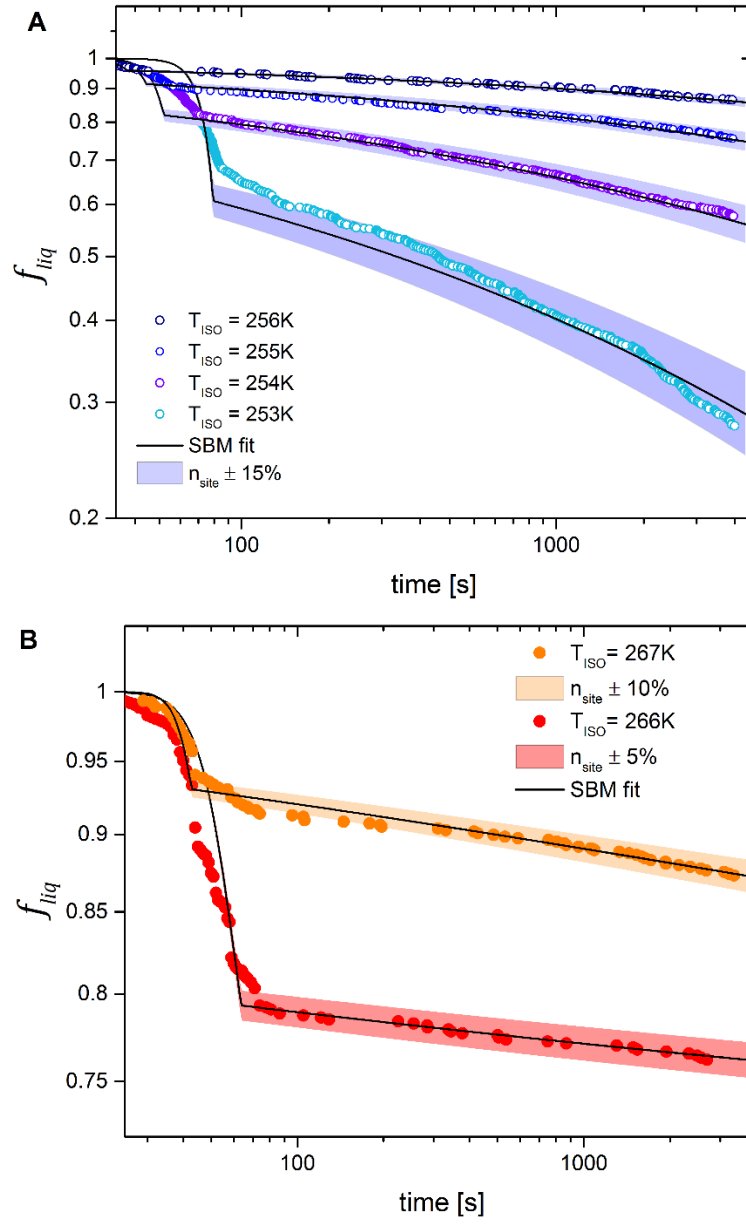 A
1
0.9
0.8
0.7
0.6
0.5
0.4
0.3
0.2
f_liq
T_ISO = 256K
T_ISO = 255K
T_ISO = 254K
T_ISO = 253K
SBM fit
n_site ± 15%
100
1000
time [s]
B
1
0.95
0.9
0.85
0.8
0.75
f_liq
T_ISO = 267K
n_site ± 10%
T_ISO = 266K
n_site ± 5%
SBM fit
100
1000
time [s]